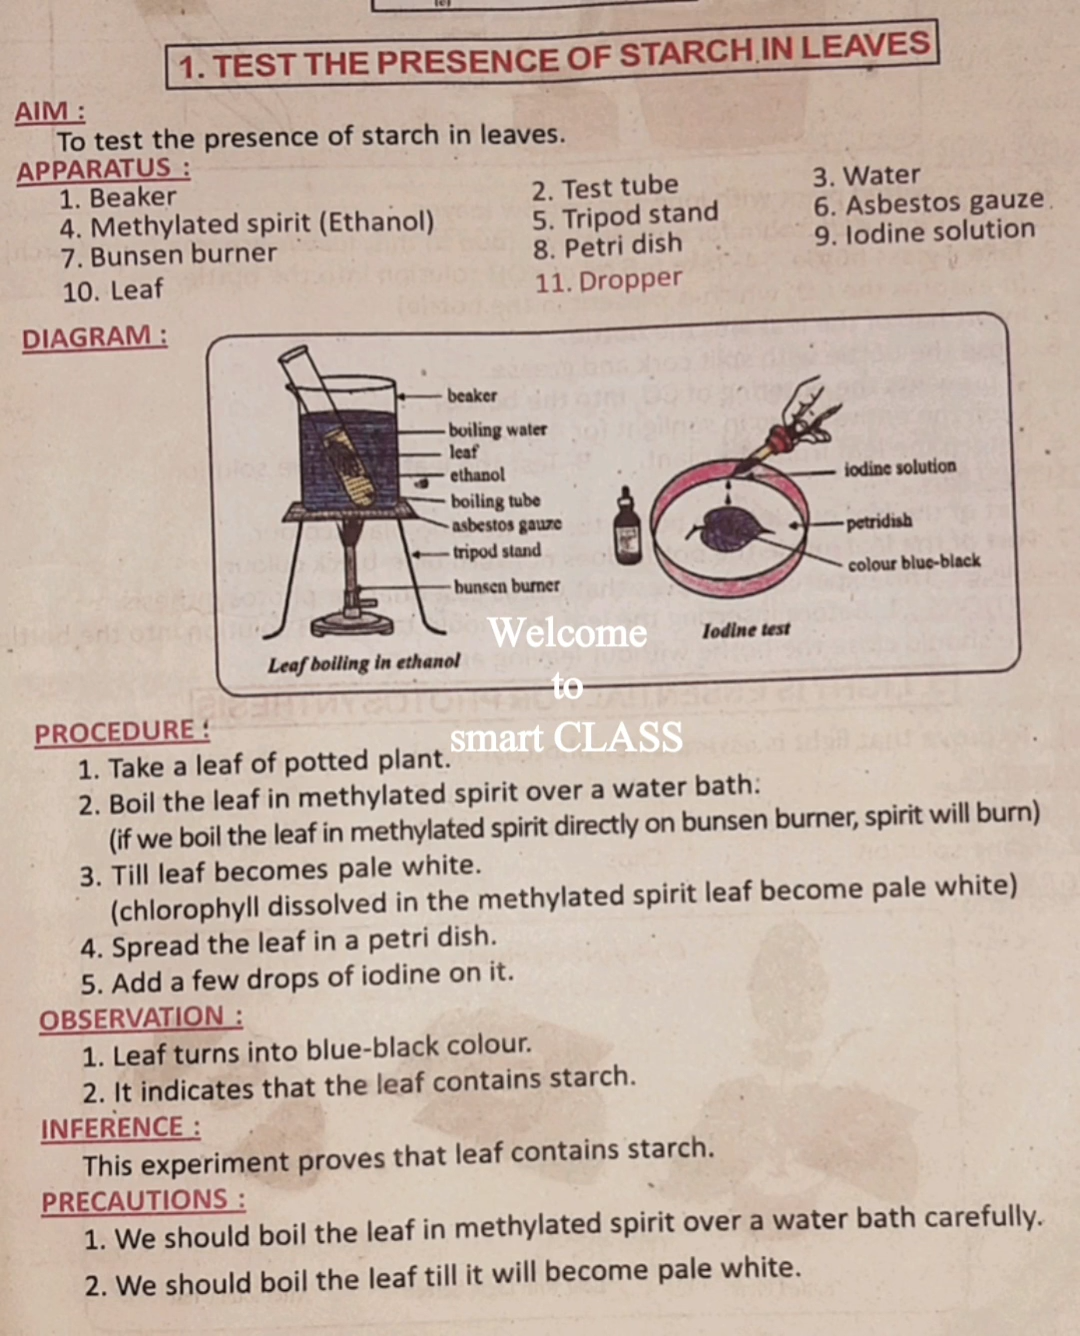 1. TEST THE PRESENCE OF STARCH IN LEAVES
AIM :
To test the presence of starch in leaves.
APPARATUS :
1. Beaker
2. Test tube
3. Water
4. Methylated spirit (Ethanol)
5. Tripod stand
6. Asbestos gauze
7. Bunsen burner
8. Petri dish
9. Iodine solution
10. Leaf
11. Dropper
DIAGRAM :
beaker
boiling water
leaf
ethanol
boiling tube
asbestos gauze
tripod stand
bunsen burner
Leaf boiling in ethanol
iodine solution
petridish
colour blue-black
Iodine test
Welcome
to
smart CLASS
PROCEDURE :
1. Take a leaf of potted plant.
2. Boil the leaf in methylated spirit over a water bath:
(if we boil the leaf in methylated spirit directly on bunsen burner, spirit will burn)
3. Till leaf becomes pale white.
(chlorophyll dissolved in the methylated spirit leaf become pale white)
4. Spread the leaf in a petri dish.
5. Add a few drops of iodine on it.
OBSERVATION :
1. Leaf turns into blue-black colour.
2. It indicates that the leaf contains starch.
INFERENCE :
This experiment proves that leaf contains starch.
PRECAUTIONS :
1. We should boil the leaf in methylated spirit over a water bath carefully.
2. We should boil the leaf till it will become pale white.